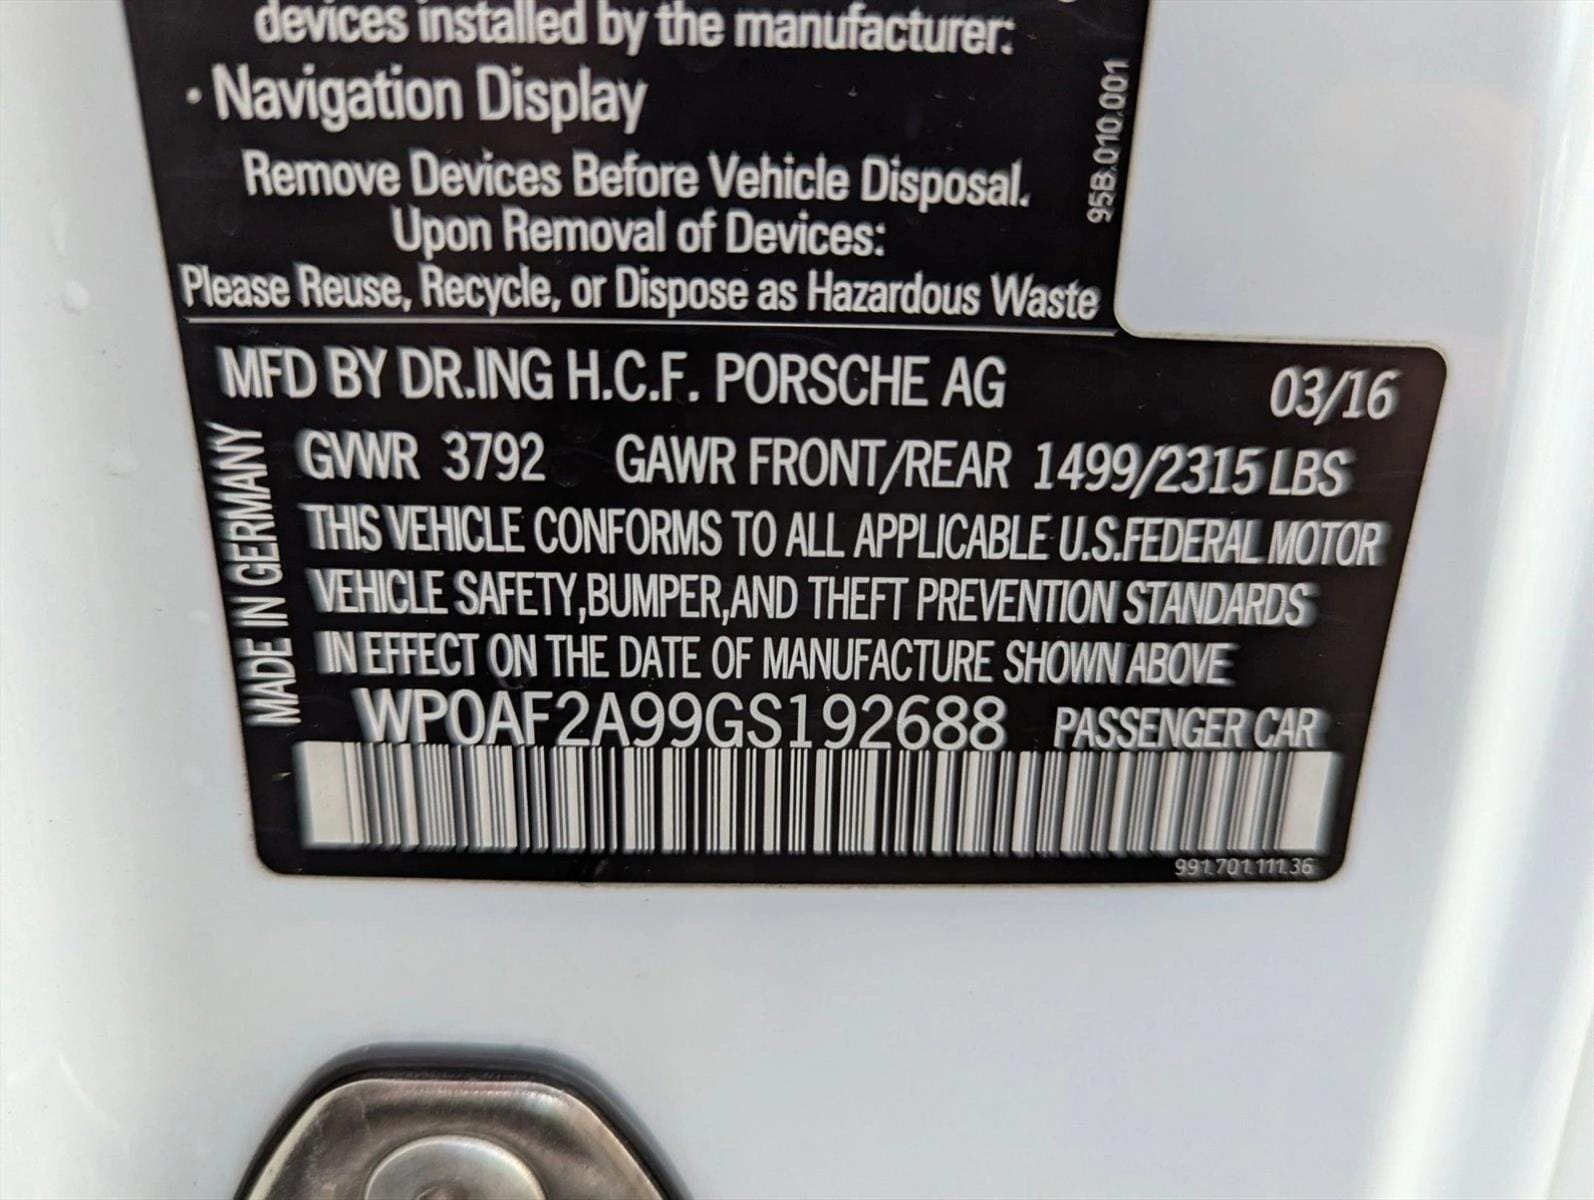 devices installed by the manufacturer:
• Navigation Display
Remove Devices Before Vehicle Disposal.
Upon Removal of Devices:
Please Reuse, Recycle, or Dispose as Hazardous Waste
95B.010.001
MFD BY DR.ING H.C.F. PORSCHE AG 03/16
GVWR 3792 GAWR FRONT/REAR 1499/2315 LBS
THIS VEHICLE CONFORMS TO ALL APPLICABLE U.S.FEDERAL MOTOR
VEHICLE SAFETY,BUMPER,AND THEFT PREVENTION STANDARDS
IN EFFECT ON THE DATE OF MANUFACTURE SHOWN ABOVE
MADE IN GERMANY
WP0AF2A99GS192688 PASSENGER CAR
991.701.111.36